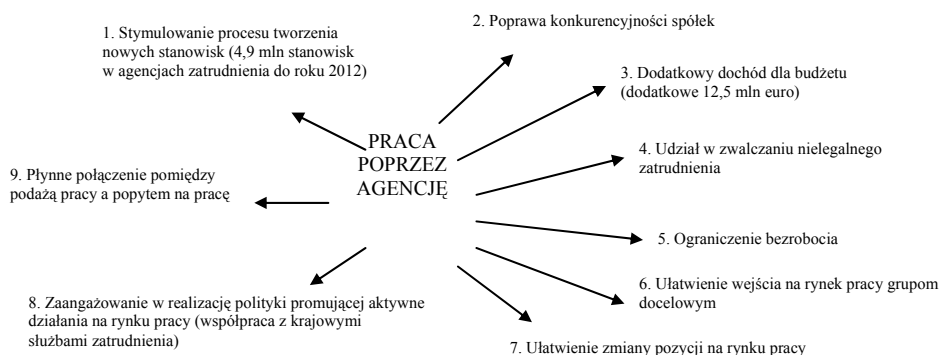 1. Stymulowanie procesu tworzenia
nowych stanowisk (4,9 mln stanowisk
w agencjach zatrudnienia do roku 2012)
2. Poprawa konkurencyjności spółek
3. Dodatkowy dochód dla budżetu
(dodatkowe 12,5 mln euro)
PRACA
POPRZEZ
AGENCJĘ
4. Udział w zwalczaniu nielegalnego
zatrudnienia
5. Ograniczenie bezrobocia
6. Ułatwienie wejścia na rynek pracy grupom
docelowym
7. Ułatwienie zmiany pozycji na rynku pracy
8. Zaangażowanie w realizację polityki promującej aktywne
działania na rynku pracy (współpraca z krajowymi
służbami zatrudnienia)
9. Płynne połączenie pomiędzy
podażą pracy a popytem na pracę